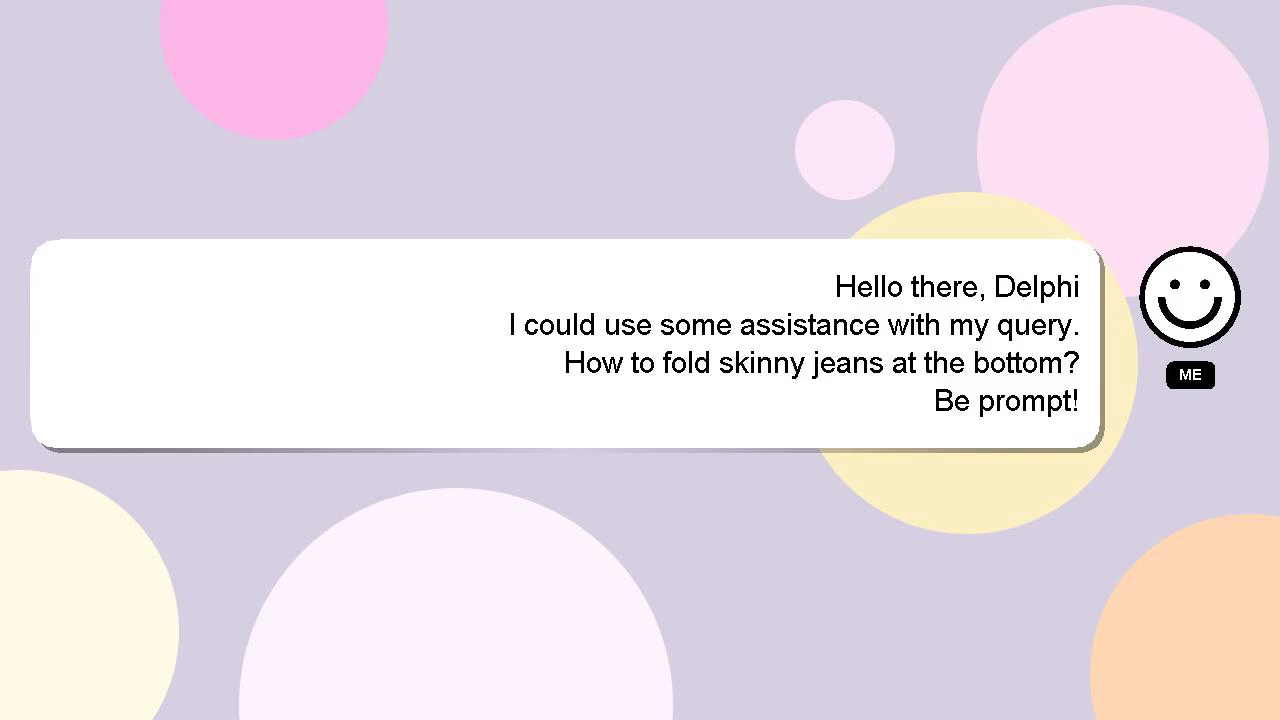 Hello there, Delphi
I could use some assistance with my query.
How to fold skinny jeans at the bottom?
Be prompt!
ME